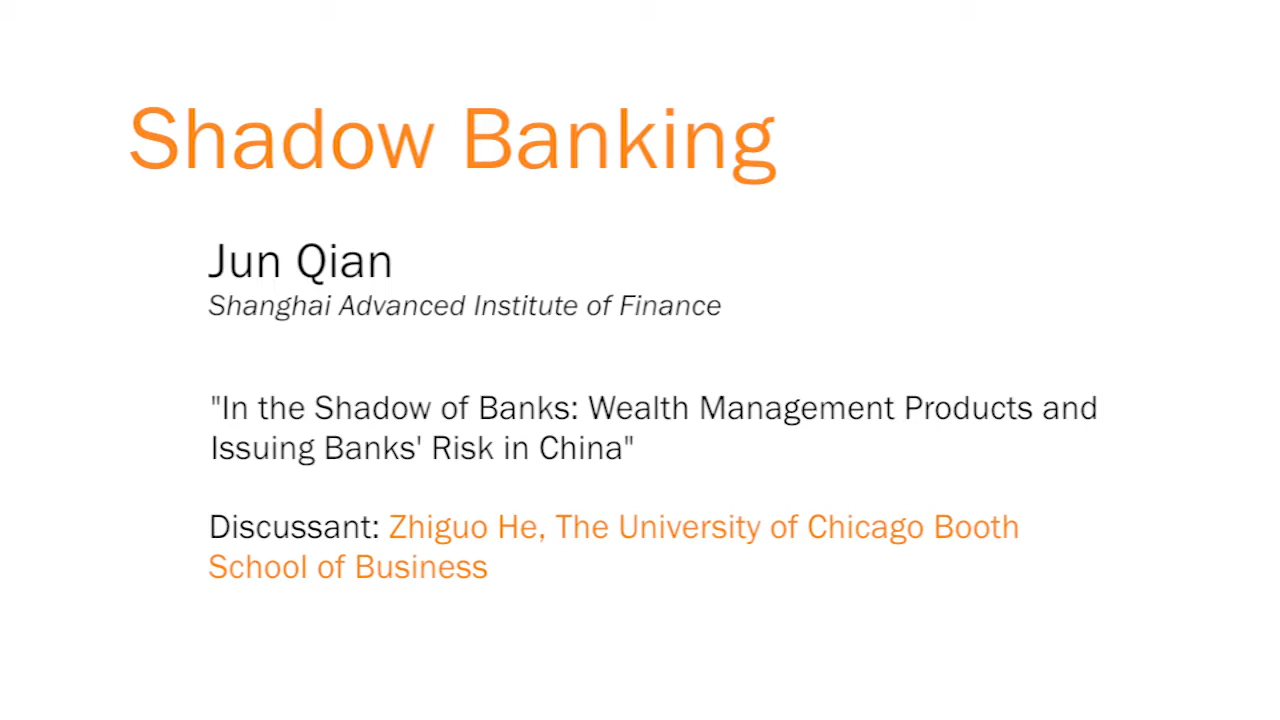 Shadow Banking
Jun Qian
Shanghai Advanced Institute of Finance
"In the Shadow of Banks: Wealth Management Products and
Issuing Banks' Risk in China"
Discussant: Zhiguo He, The University of Chicago Booth
School of Business